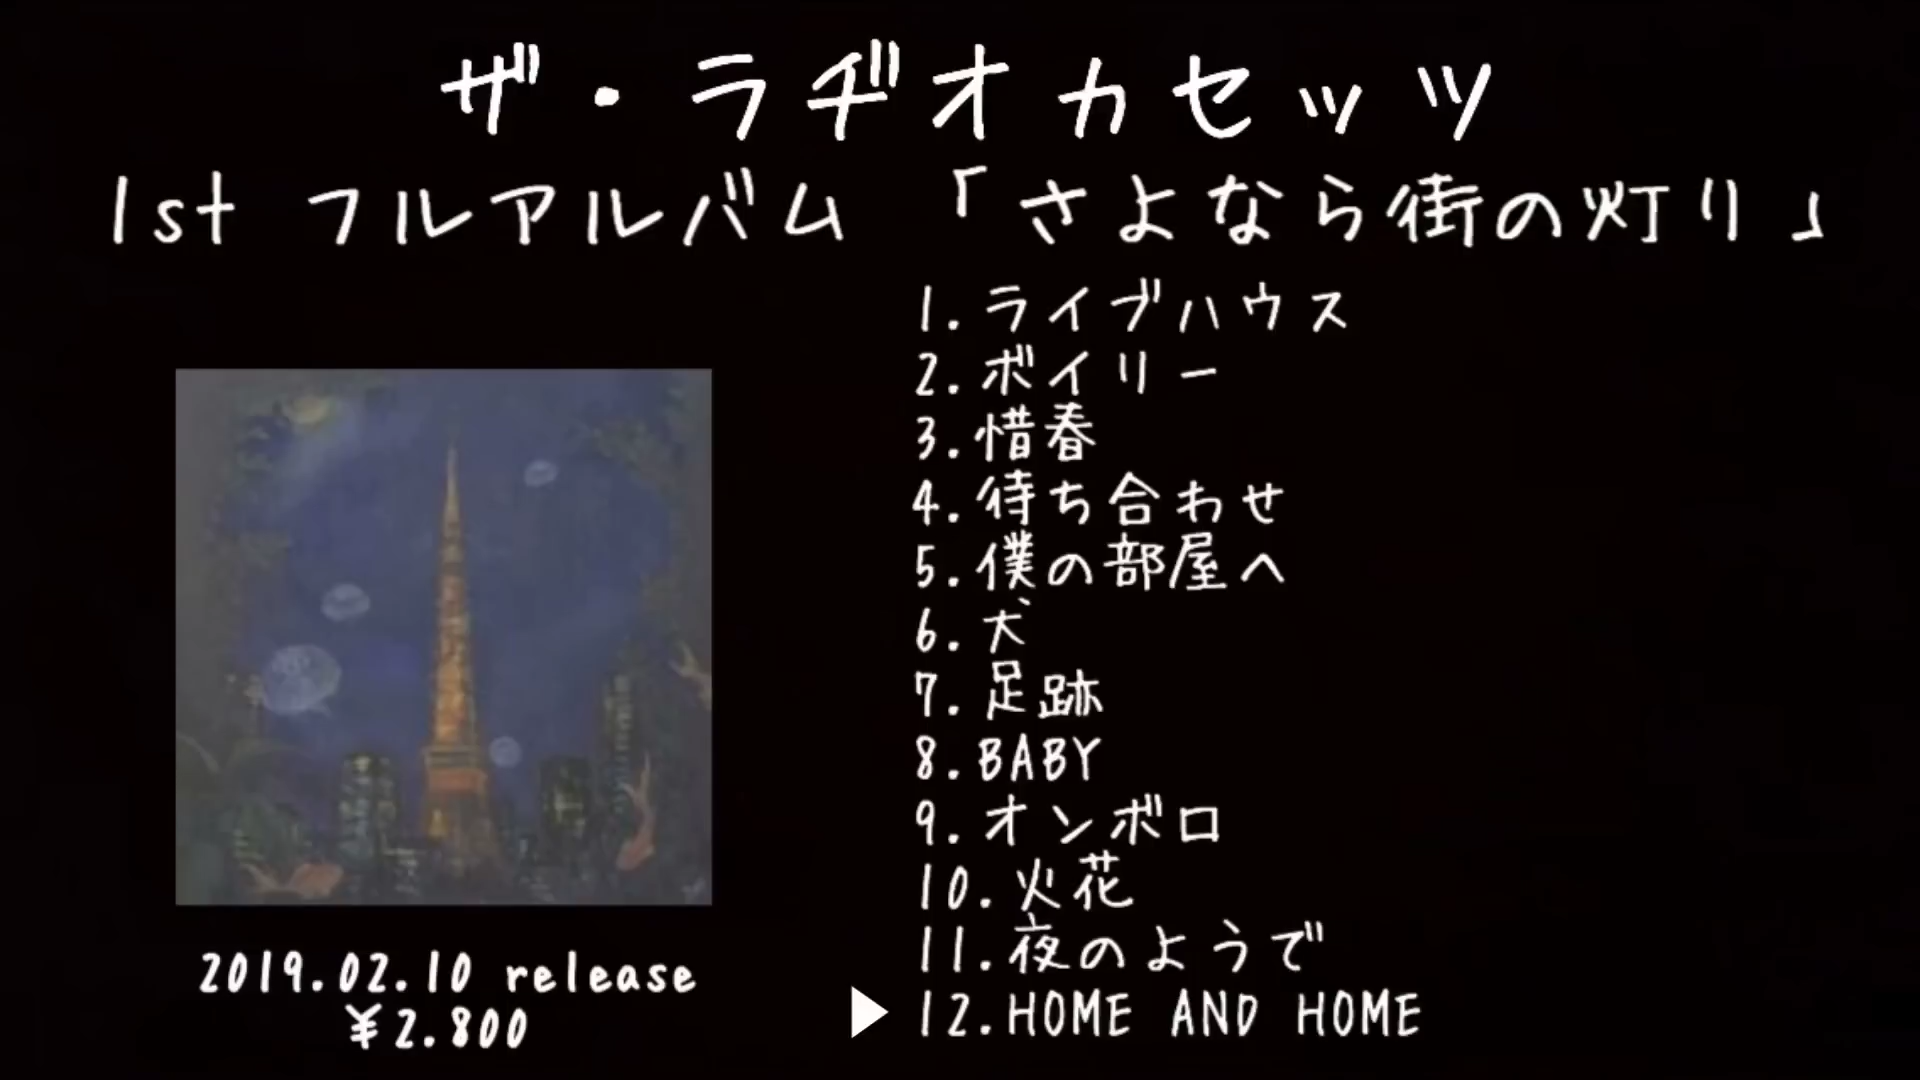 ザ・ラヂオカセッツ
1st フルアルバム 「さよなら街の灯り」
1.ライブハウス
2.ボイリー
3.惜春
4.待ち合わせ
5.僕の部屋へ
6.犬
7.足跡
8.BABY
9.オンボロ
10.火花
11.夜のようで
12.HOME AND HOME
2019.02.10 release
¥2.800